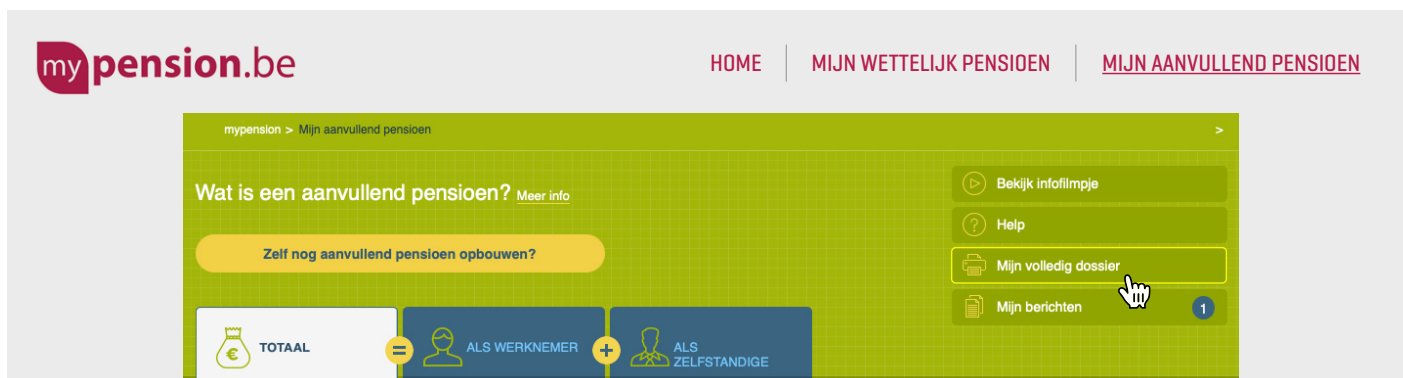 mypension.be
HOME
MIJN WETTELIJK PENSIOEN
MIJN AANVULLEND PENSIOEN
mypension > Mijn aanvullend pensioen
>
Wat is een aanvullend pensioen? Meer info
Zelf nog aanvullend pensioen opbouwen?
Bekijk infofilmpje
? Help
Mijn volledig dossier
Mijn berichten 1
€ TOTAAL
=
ALS WERKNEMER
+
ALS
ZELFSTANDIGE